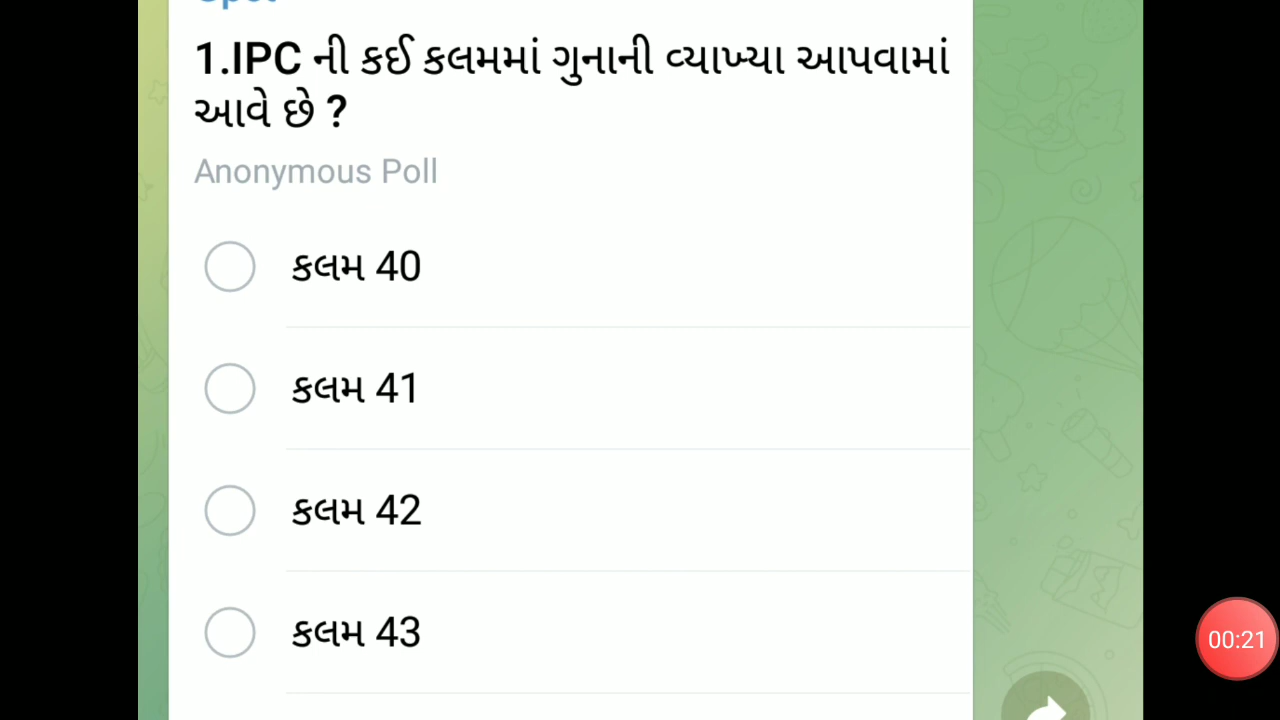 1.IPC ની કઈ કલમમાં ગુનાની વ્યાખ્યા આપવામાં
આવે છે ?
Anonymous Poll
કલમ 40
કલમ 41
કલમ 42
કલમ 43
00:21